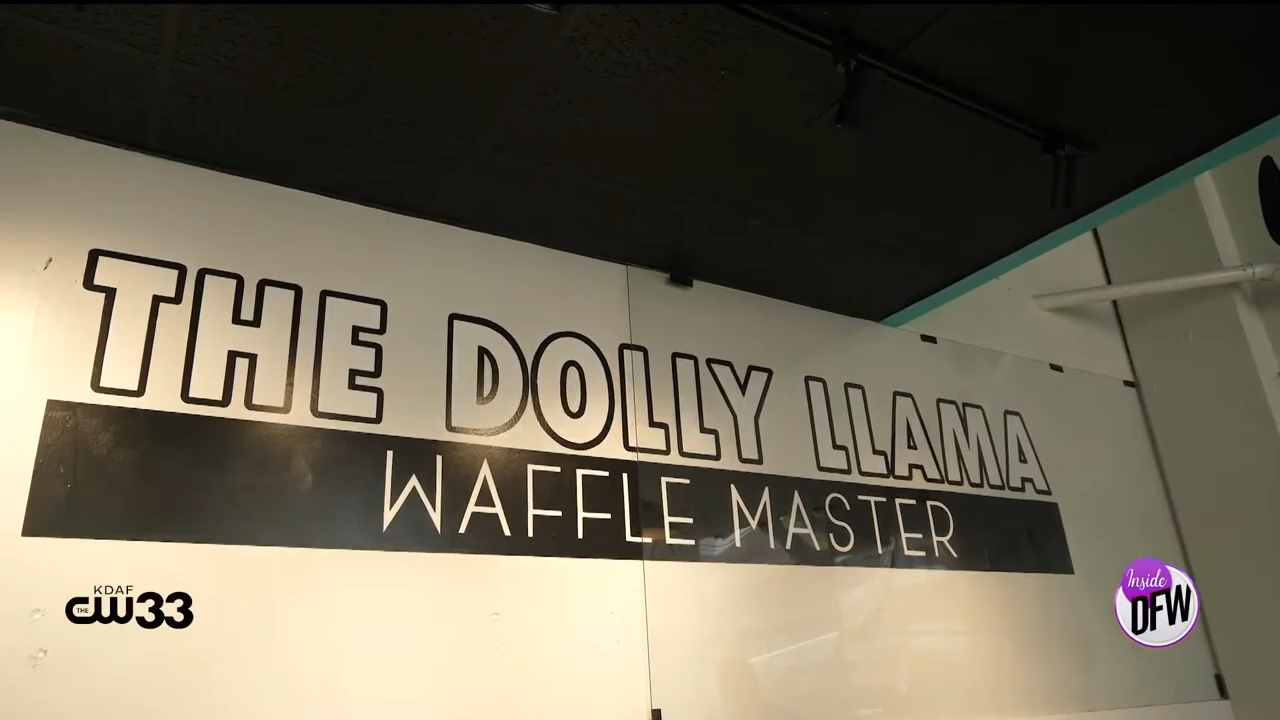 THE DOLLY LLAMA
WAFFLE MASTER
KDAF
THE CW33
Inside
DFW